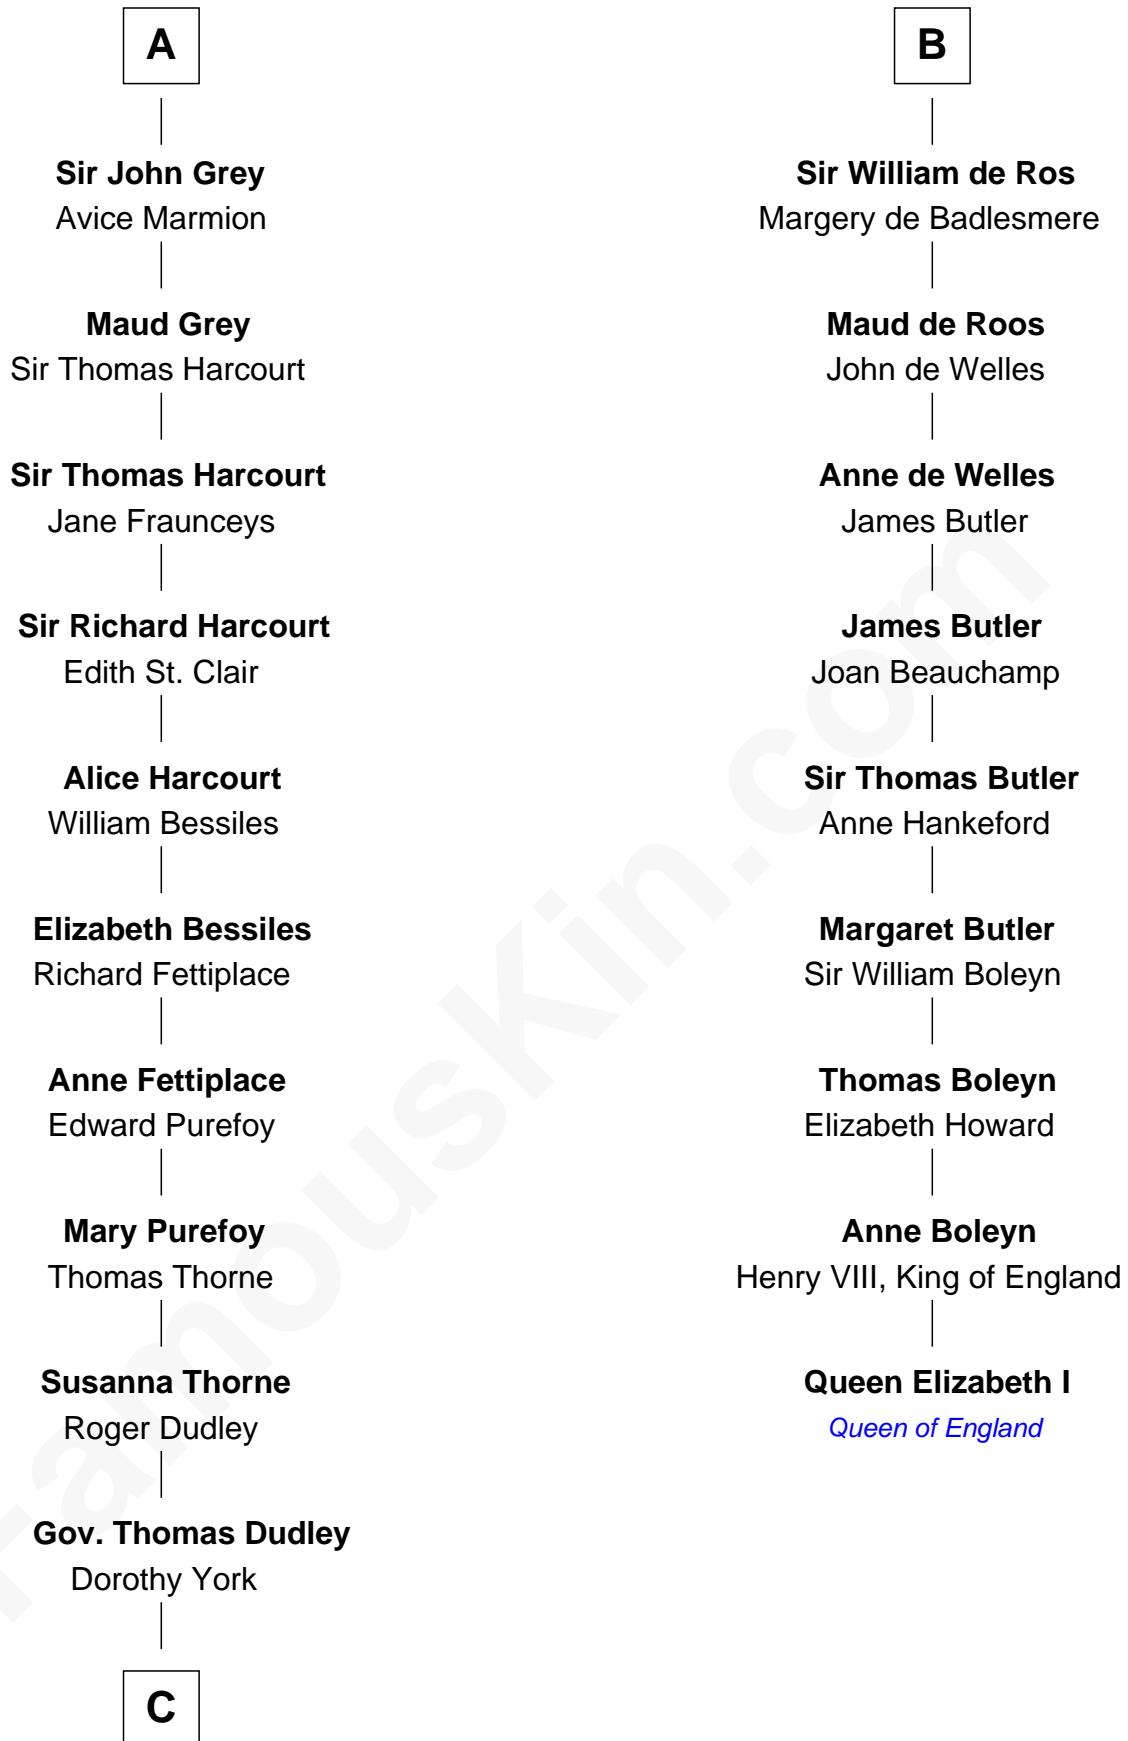 A
Sir John Grey
Avice Marmion
Maud Grey
Sir Thomas Harcourt
Sir Thomas Harcourt
Jane Fraunceys
Sir Richard Harcourt
Edith St. Clair
Alice Harcourt
William Bessiles
Elizabeth Bessiles
Richard Fettiplace
Anne Fettiplace
Edward Purefoy
Mary Purefoy
Thomas Thorne
Susanna Thorne
Roger Dudley
Gov. Thomas Dudley
Dorothy York
C
B
Sir William de Ros
Margery de Badlesmere
Maud de Roos
John de Welles
Anne de Welles
James Butler
James Butler
Joan Beauchamp
Sir Thomas Butler
Anne Hankeford
Margaret Butler
Sir William Boleyn
Thomas Boleyn
Elizabeth Howard
Anne Boleyn
Henry VIII, King of England
Queen Elizabeth I
Queen of England
FamousKin.com